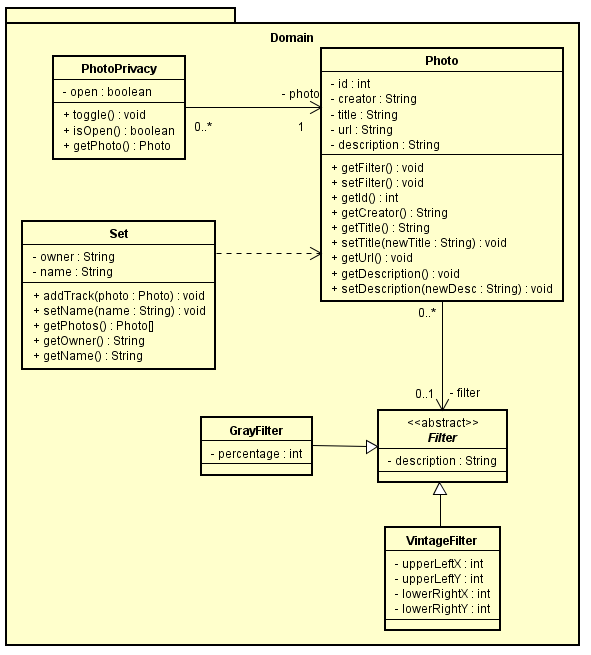 Domain
PhotoPrivacy
- open : boolean
+ toggle() : void
+ isOpen() : boolean
+ getPhoto() : Photo
- photo
0..*
1
Photo
- id : int
- creator : String
- title : String
- url : String
- description : String
+ getFilter() : void
+ setFilter() : void
+ getId() : int
+ getCreator() : String
+ getTitle() : String
+ setTitle(newTitle : String) : void
+ getUrl() : void
+ getDescription() : void
+ setDescription(newDesc : String) : void
Set
- owner : String
- name : String
+ addTrack(photo : Photo) : void
+ setName(name : String) : void
+ getPhotos() : Photo[]
+ getOwner() : String
+ getName() : String
0..*
0..1
- filter
<<abstract>>
Filter
- description : String
GrayFilter
- percentage : int
VintageFilter
- upperLeftX : int
- upperLeftY : int
- lowerRightX : int
- lowerRightY : int